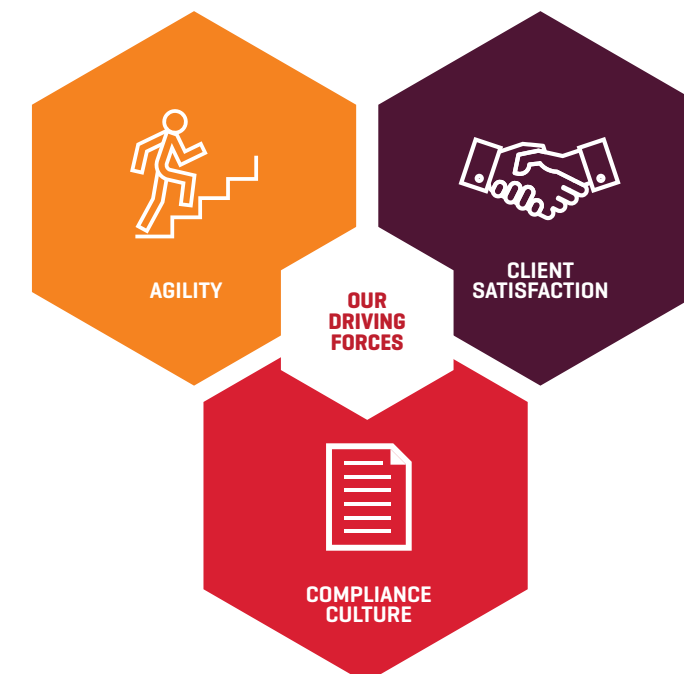 AGILITY
CLIENT
SATISFACTION
OUR
DRIVING
FORCES
COMPLIANCE
CULTURE